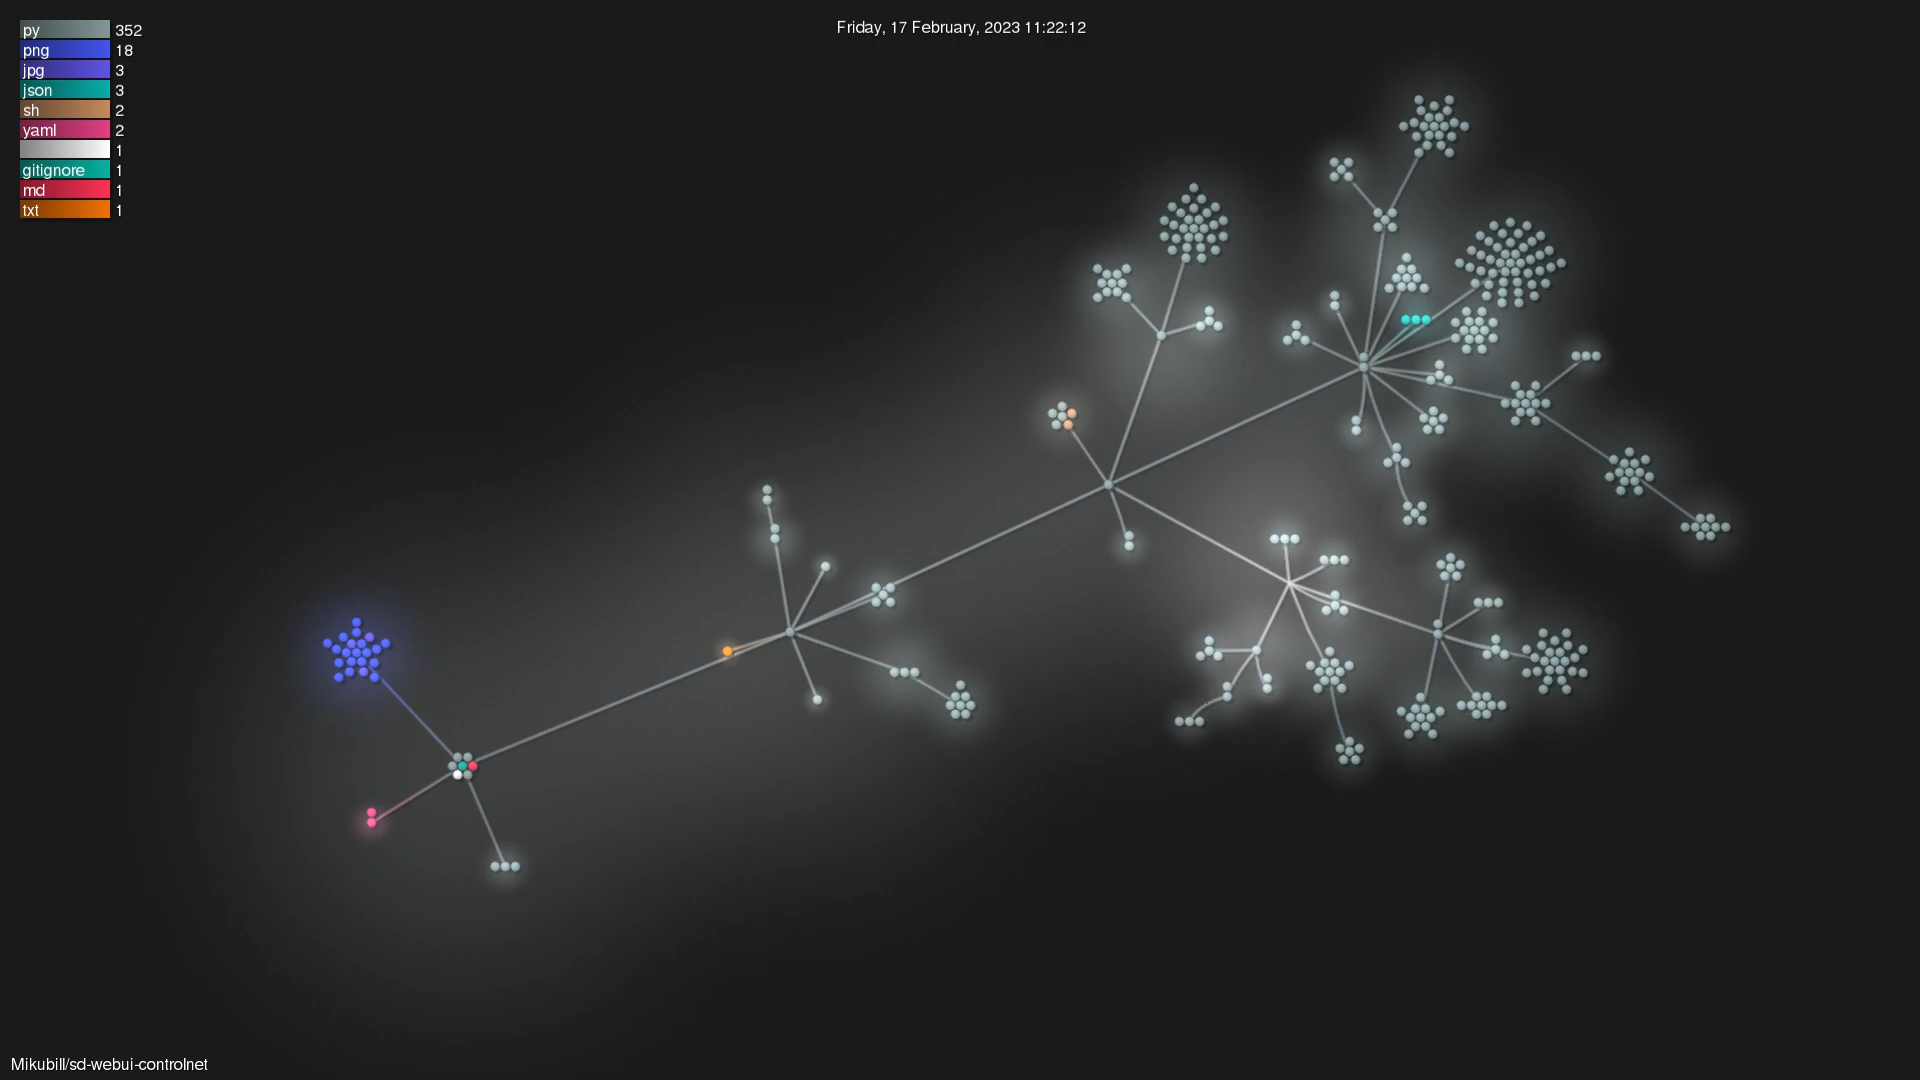 Friday, 17 February, 2023 11:22:12
py 352
png 18
jpg 3
json 3
sh 2
yaml 2
1
gitignore 1
md 1
txt 1
Mikubill/sd-webui-controlnet